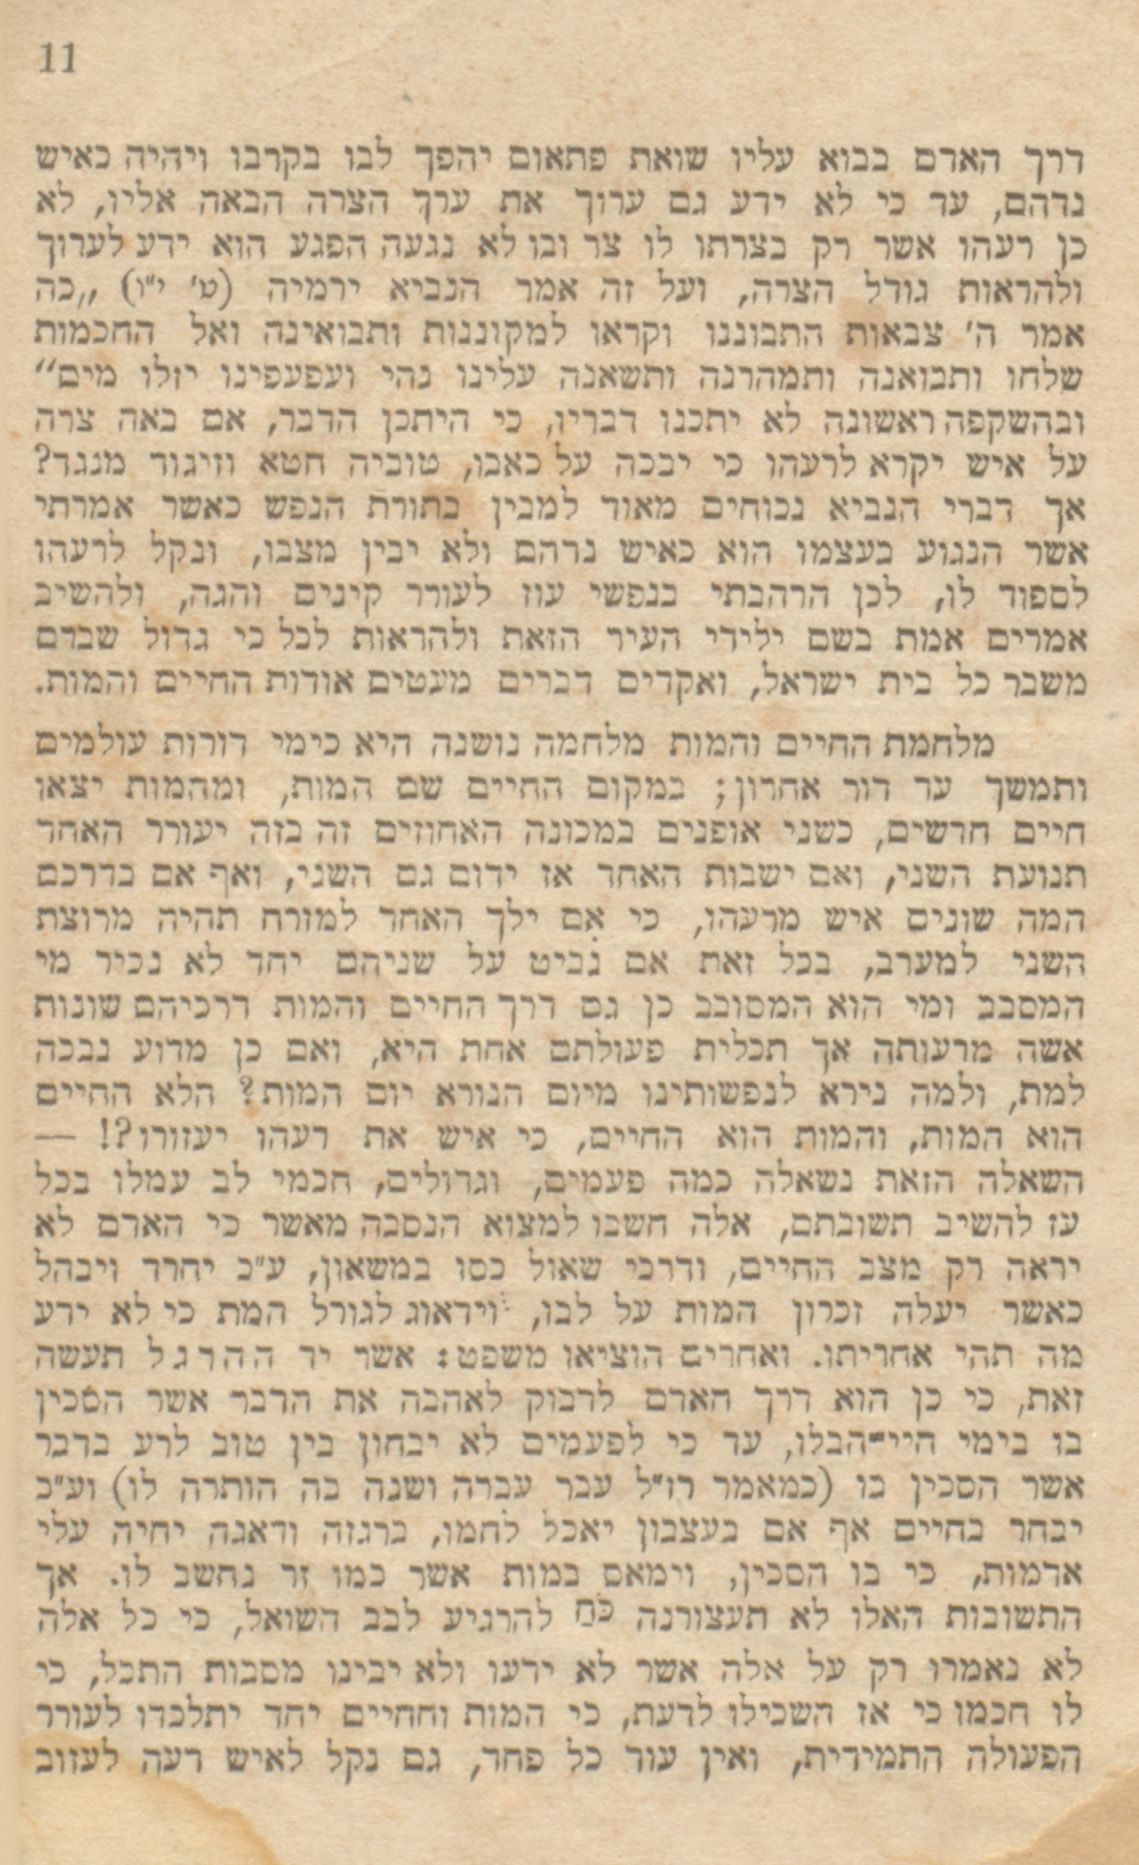 11
דרך האדם בבוא עליו שואת פתאום יהפך לבו בקרבו ויהיה כאיש
נדהם, עד כי לא ידע גם ערוך את ערך הצרה הבאה אליו, לא
כן רעהו אשר רק בצרתו לו צר ובו לא נגעה הפגע הוא ידע לערוך
ולהראות גודל הצרה, ועל זה אמר הנביא ירמיה (ט' י"ו) „כה
אמר ה' צבאות התבוננו וקראו למקוננות ותבואינה ואל החכמות
שלחו ותבואנה ותמהרנה ותשאנה עלינו נהי ועפעפינו יזלו מים“
ובהשקפה ראשונה לא יתכנו דבריו, כי היתכן הדבר, אם באה צרה
על איש יקרא לרעהו כי יבכה על כאבו, טוביה חטא וזיגוד מנגד?
אך דברי הנביא נכוחים מאוד למבין בתורת הנפש כאשר אמרתי
אשר הנגוע בעצמו הוא כאיש נרהם ולא יבין מצבו, ונקל לרעהו
לספוד לו, לכן הרהבתי בנפשי עוז לעורר קינים והגה, ולהשיב
אמרים אמת בשם ילידי העיר הזאת ולהראות לכל כי גדול שברם
משבר כל בית ישראל, ואקדים דברים מעטים אודות החיים והמות.
מלחמת החיים והמות מלחמה נושנה היא כימי דורות עולמים
ותמשך עד דור אחרון; במקום החיים שם המות, ומהמות יצאו
חיים חדשים, כשני אופנים במכונה האחוזים זה בזה יעורר האחד
תנועת השני, ואם ישבות האחד אז ידום גם השני, ואף אם בדרכם
המה שונים איש מרעהו, כי אם ילך האחד למזרח תהיה מרוצת
השני למערב, בכל זאת אם נביט על שניהם יחד לא נכיר מי
המסבב ומי הוא המסובב כן גם דרך החיים והמות דרכיהם שונות
אשה מרעותה אך תכלית פעולתם אחת היא, ואם כן מדוע נבכה
למת, ולמה נירא לנפשותינו מיום הנורא יום המות? הלא החיים
הוא המות, והמות הוא החיים, כי איש את רעהו יעזורו?! —
השאלה הזאת נשאלה כמה פעמים, וגדולים, חכמי לב עמלו בכל
עז להשיב תשובתם, אלה חשבו למצוא הנסבה מאשר כי האדם לא
יראה רק מצב החיים, ודרכי שאול כסו במשאון, ע"כ יחרד ויבהל
כאשר יעלה זכרון המות על לבו, וידאוג לגורל המת כי לא ידע
מה תהי אחריתו. ואחרים הוציאו משפט: אשר יד ההרגל תעשה
זאת, כי כן הוא דרך האדם לדבוק לאהבה את הדבר אשר הסכין
בו בימי חיי־הבלו, עד כי לפעמים לא יבחון בין טוב לרע בדבר
אשר הסכין בו (כמאמר רז"ל עבר עברה ושנה בה הותרה לו) וע"כ
יבחר בחיים אף אם בעצבון יאכל לחמו, ברגזה ודאגה יחיה עלי
אדמות, כי בו הסכין, וימאס במות אשר כמו זר נחשב לו. אך
התשובות האלו לא תעצורנה כֹּחַ להרגיע לבב השואל, כי כל אלה
לא נאמרו רק על אלה אשר לא ידעו ולא יבינו מסבות התבל, כי
לו חכמו כי אז השכילו לדעת, כי המות וחחיים יחד יתלכדו לעורר
הפעולה התמידית, ואין עוד כל פחד, גם נקל לאיש דעה לעזוב